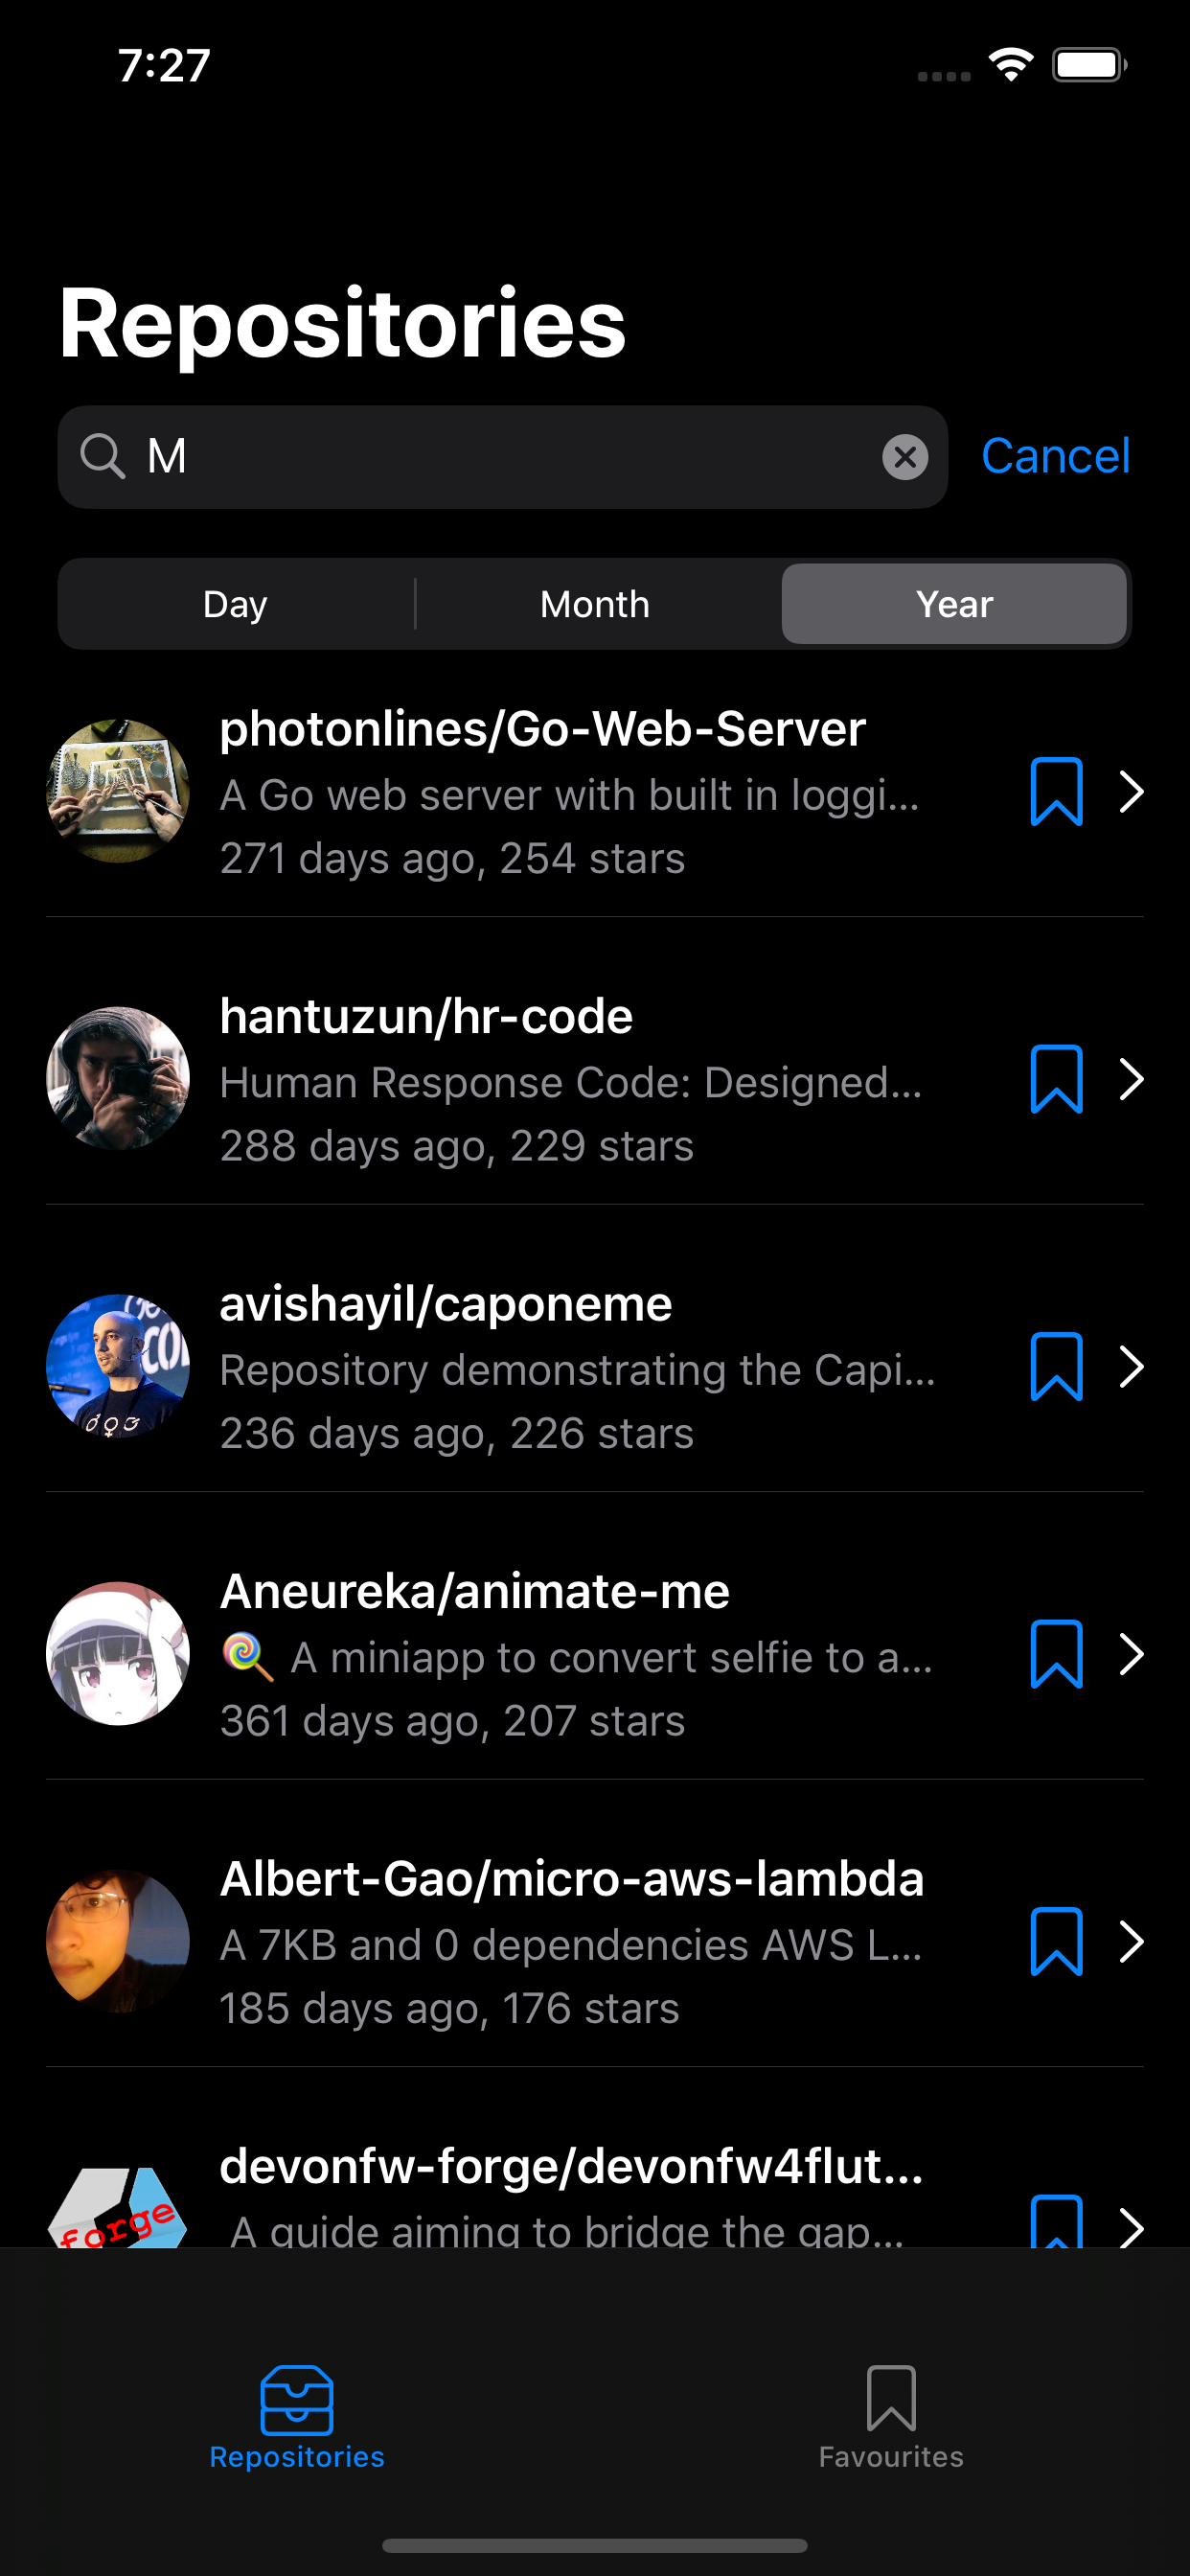 7:27
Repositories
M
Cancel
Day
Month
Year
photonlines/Go-Web-Server
A Go web server with built in loggi...
271 days ago, 254 stars
hantuzun/hr-code
Human Response Code: Designed...
288 days ago, 229 stars
avishayil/caponeme
Repository demonstrating the Capi...
236 days ago, 226 stars
Aneureka/animate-me
🍭 A miniapp to convert selfie to a...
361 days ago, 207 stars
Albert-Gao/micro-aws-lambda
A 7KB and 0 dependencies AWS L...
185 days ago, 176 stars
devonfw-forge/devonfw4flut...
forge
A guide aiming to bridge the gap...
Repositories
Favourites